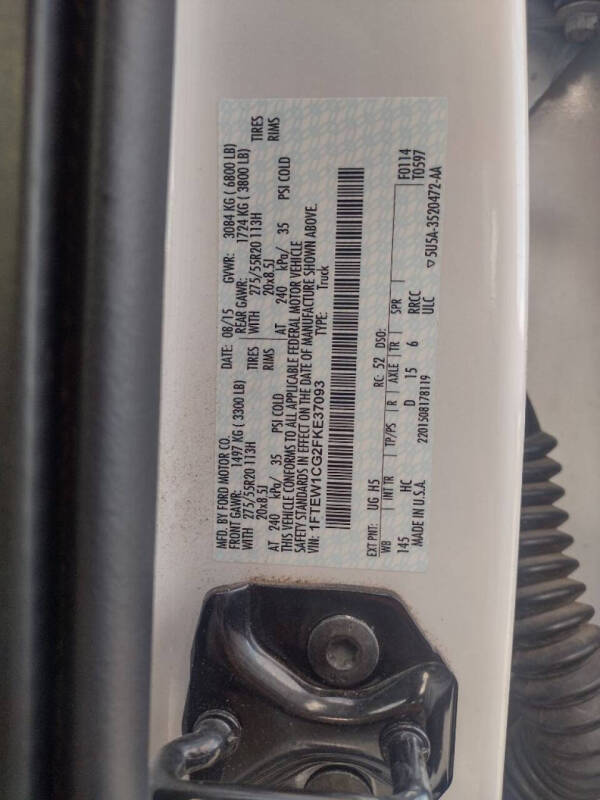 MFD. BY FORD MOTOR CO. DATE: 08/15 GVWR: 3084 KG ( 6800 LB)
FRONT GAWR: 1497 KG ( 3300 LB) REAR GAWR: 1724 KG ( 3800 LB)
WITH 275/55R20 113H TIRES WITH 275/55R20 113H TIRES
20x8.5J RIMS 20x8.5J RIMS
AT 240 kPa/ 35 PSI COLD AT 240 kPa/ 35 PSI COLD
THIS VEHICLE CONFORMS TO ALL APPLICABLE FEDERAL MOTOR VEHICLE
SAFETY STANDARDS IN EFFECT ON THE DATE OF MANUFACTURE SHOWN ABOVE.
VIN: 1FTEW1CG2FKE37093 TYPE: Truck
F0114
T0597
EXT PNT: UG H5 RC: 52 DSO:
WB INT TR TP/PS R AXLE TR SPR
145 HC D 15 6 RRCC
MADE IN U.S.A. 2201508178119 ULC
▽5U5A-3520472-AA